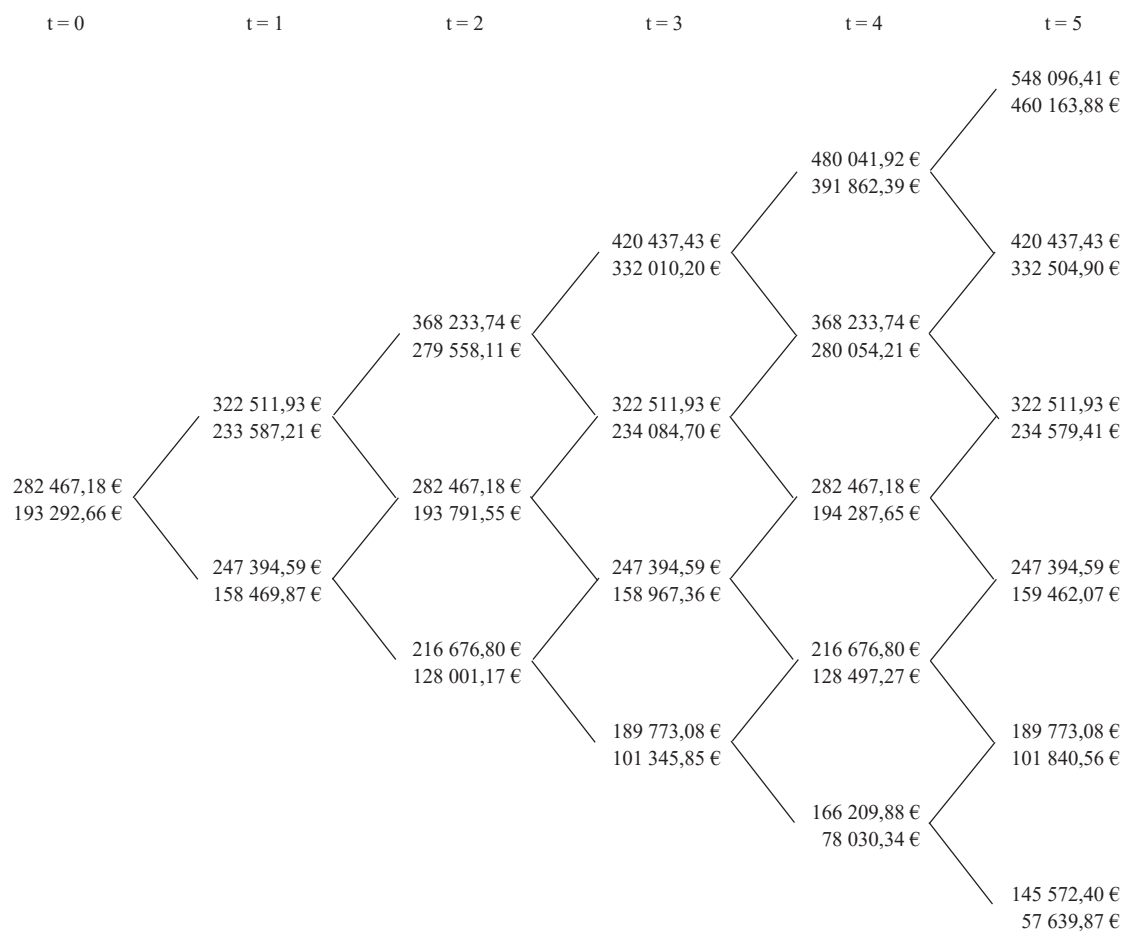 t = 0 t = 1 t = 2 t = 3 t = 4 t = 5
548 096,41 €
460 163,88 €
480 041,92 €
391 862,39 €
420 437,43 €
332 010,20 €
420 437,43 €
332 504,90 €
368 233,74 €
279 558,11 €
368 233,74 €
280 054,21 €
322 511,93 €
233 587,21 €
322 511,93 €
234 084,70 €
322 511,93 €
234 579,41 €
282 467,18 €
193 292,66 €
282 467,18 €
193 791,55 €
282 467,18 €
194 287,65 €
247 394,59 €
158 469,87 €
247 394,59 €
158 967,36 €
247 394,59 €
159 462,07 €
216 676,80 €
128 001,17 €
216 676,80 €
128 497,27 €
189 773,08 €
101 345,85 €
189 773,08 €
101 840,56 €
166 209,88 €
78 030,34 €
145 572,40 €
57 639,87 €